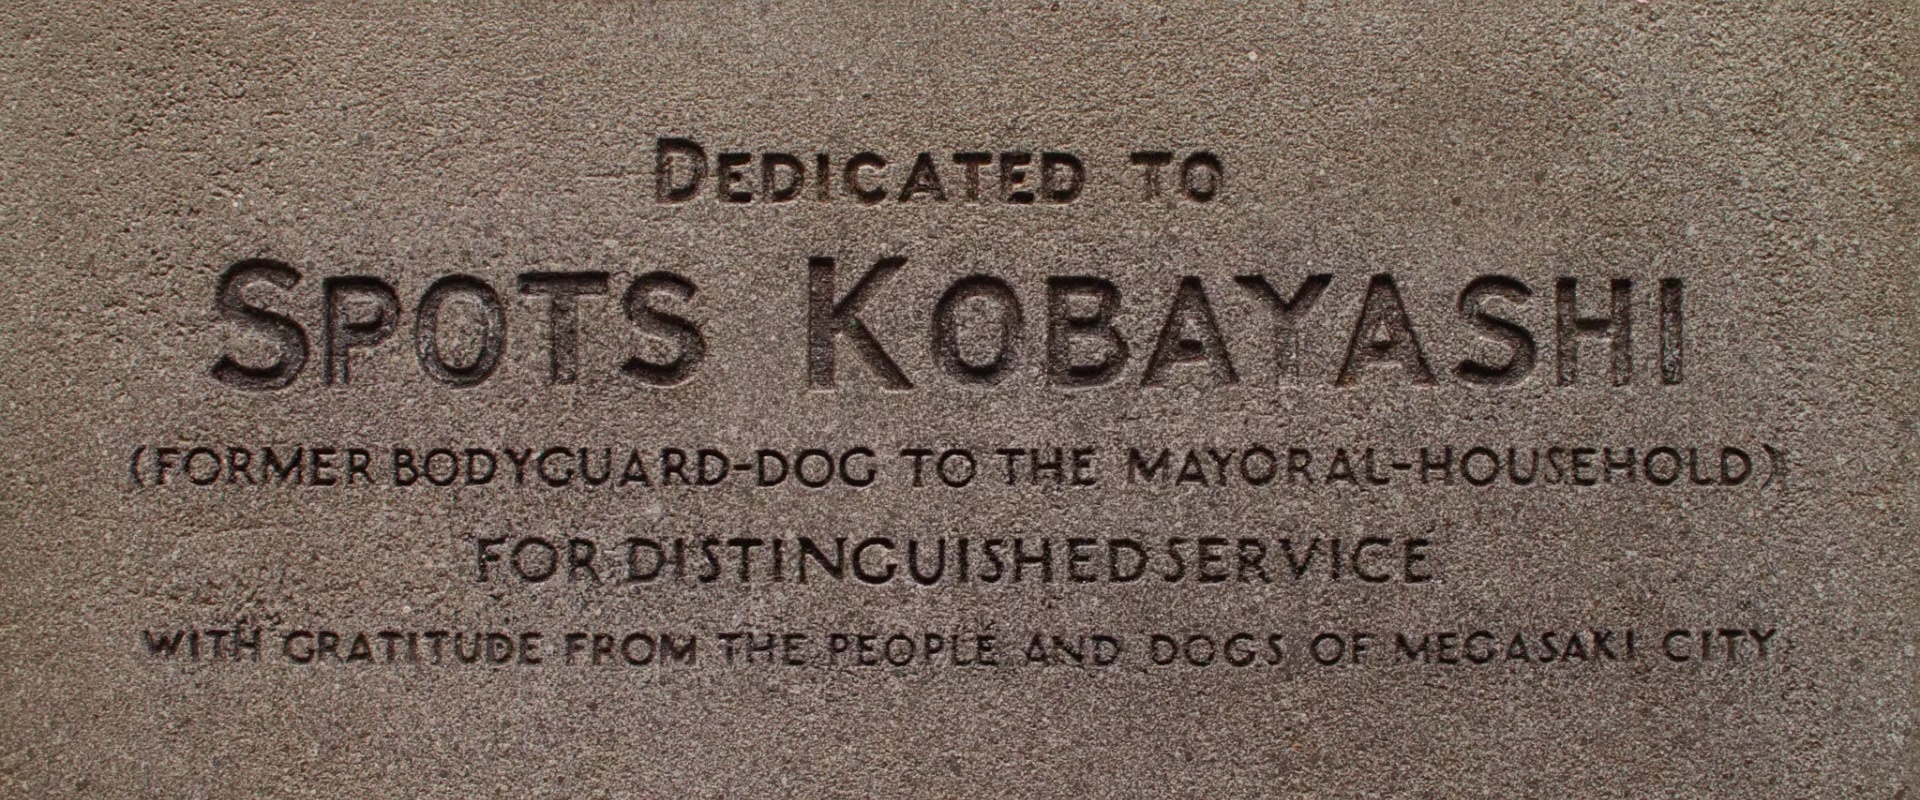 DEDICATED TO
SPOTS KOBAYASHI
(FORMER BODYGUARD-DOG TO THE MAYORAL-HOUSEHOLD)
FOR DISTINGUISHED SERVICE
WITH GRATITUDE FROM THE PEOPLE AND DOGS OF MEGASAKI CITY